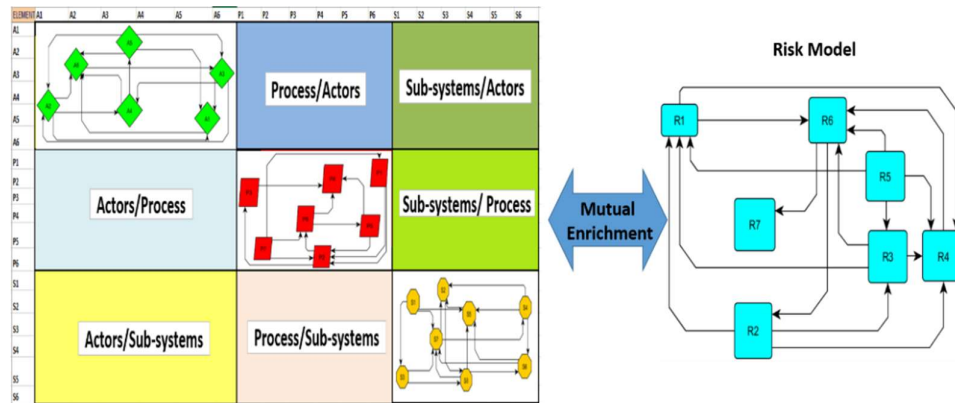 ELEMENT A1 A2 A3 A4 A5 A6 P1 P2 P3 P4 P5 P6 S1 S2 S3 S4 S5 S6
A1
A2
A3
A4
A5
A6
Process/Actors
Sub-systems/Actors
P1
P2
P3
P4
P5
P6
Actors/Process
Sub-systems/ Process
S1
S2
S3
S4
S5
S6
Actors/Sub-systems
Process/Sub-systems
Mutual
Enrichment
Risk Model
R1
R6
R5
R7
R3
R4
R2